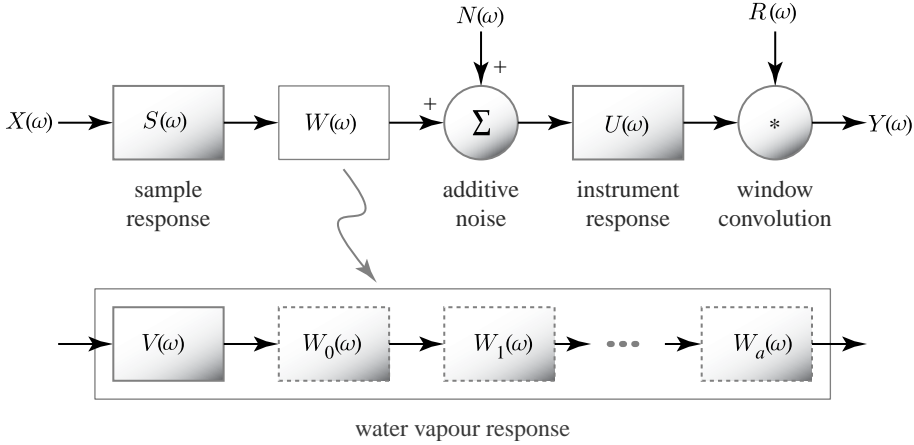 N(ω)
R(ω)
+
+
X(ω)
S(ω)
W(ω)
Σ
U(ω)
*
Y(ω)
sample
response
additive
noise
instrument
response
window
convolution
V(ω)
W₀(ω)
W₁(ω)
Wₐ(ω)
water vapour response